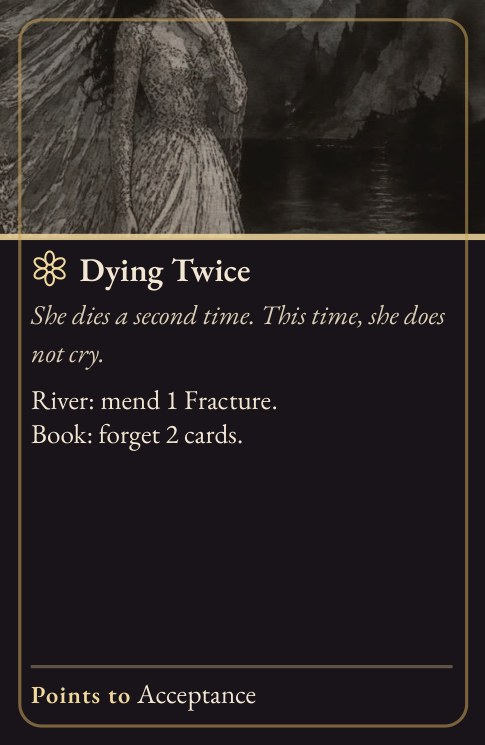 Dying Twice
She dies a second time. This time, she does
not cry.
River: mend 1 Fracture.
Book: forget 2 cards.
Points to Acceptance